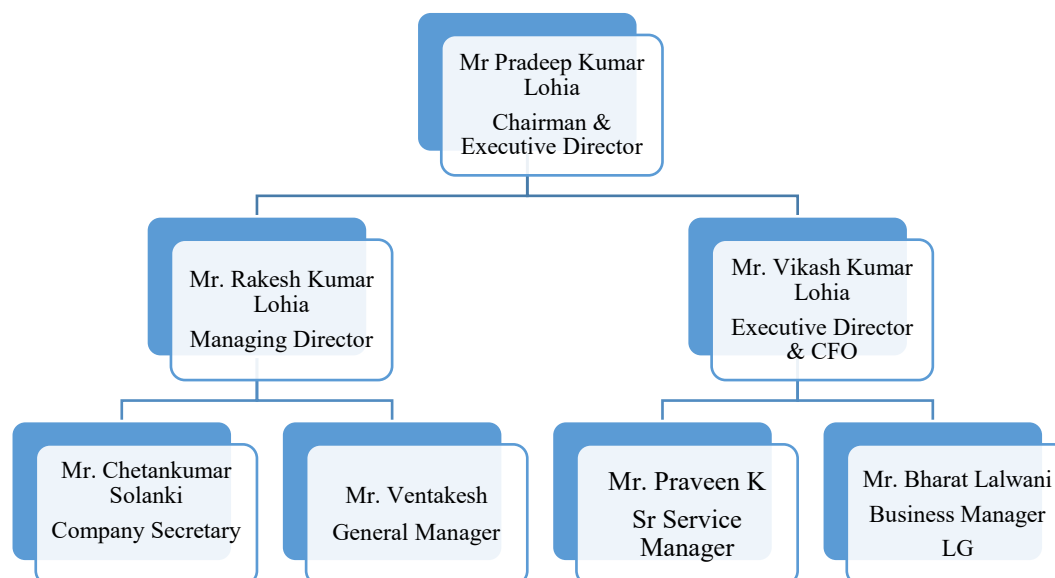 Mr Pradeep Kumar
Lohia
Chairman &
Executive Director
Mr. Rakesh Kumar
Lohia
Managing Director
Mr. Vikash Kumar
Lohia
Executive Director
& CFO
Mr. Chetankumar
Solanki
Company Secretary
Mr. Ventakesh
General Manager
Mr. Praveen K
Sr Service
Manager
Mr. Bharat Lalwani
Business Manager
LG